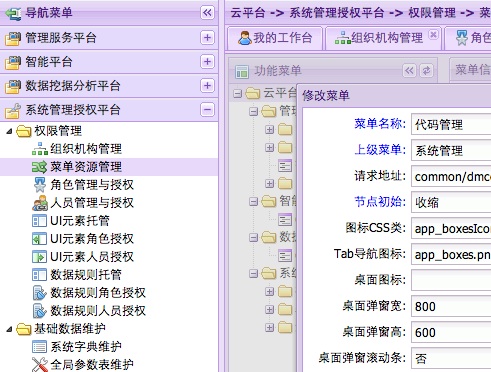 导航菜单
管理服务平台
智能平台
数据挖掘分析平台
系统管理授权平台
权限管理
组织机构管理
菜单资源管理
角色管理与授权
人员管理与授权
UI元素托管
UI元素角色授权
UI元素人员授权
数据规则托管
数据规则角色授权
数据规则人员授权
基础数据维护
系统字典维护
全局参数表维护
云平台 -> 系统管理授权平台 -> 权限管理 -> 菜
我的工作台
组织机构管理
角色
功能菜单
菜单信
云平台
管理
智能
数据
系统
修改菜单
菜单名称: 代码管理
上级菜单: 系统管理
请求地址: common/dmco
节点初始: 收缩
图标CSS类: app_boxesIcon
Tab导航图标: app_boxes.pn
桌面图标:
桌面弹窗宽: 800
桌面弹窗高: 600
桌面弹窗滚动条: 否